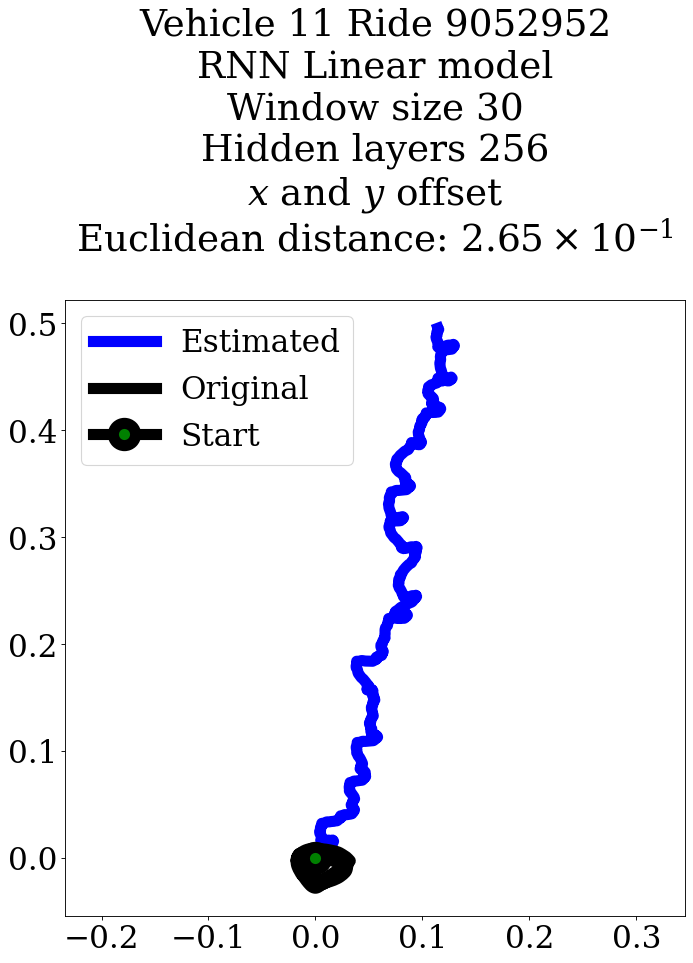 Vehicle 11 Ride 9052952
RNN Linear model
Window size 30
Hidden layers 256
x and y offset
Euclidean distance: 2.65 × 10⁻¹
Estimated
Original
Start
0.5
0.4
0.3
0.2
0.1
0.0
−0.2 −0.1 0.0 0.1 0.2 0.3